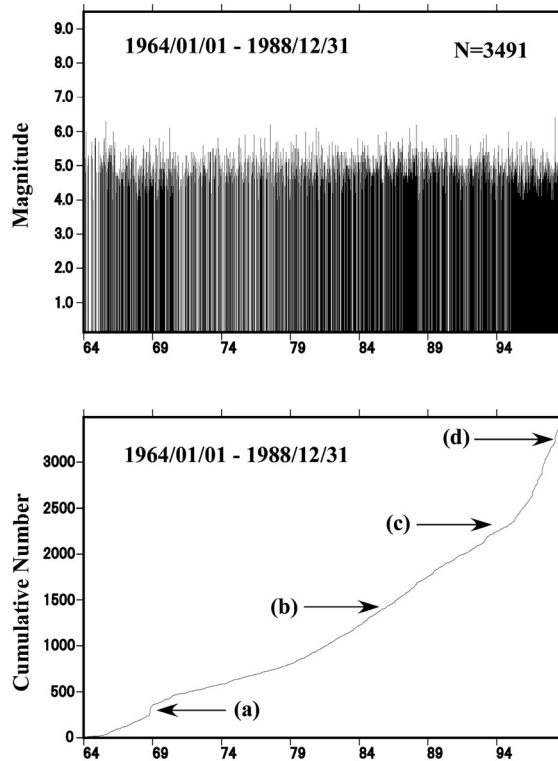 1964/01/01 - 1988/12/31 N=3491
Magnitude
9.0
8.0
7.0
6.0
5.0
4.0
3.0
2.0
1.0
64 69 74 79 84 89 94
1964/01/01 - 1988/12/31
(d)
(c)
(b)
(a)
Cumulative Number
3000
2500
2000
1500
1000
500
0
64 69 74 79 84 89 94